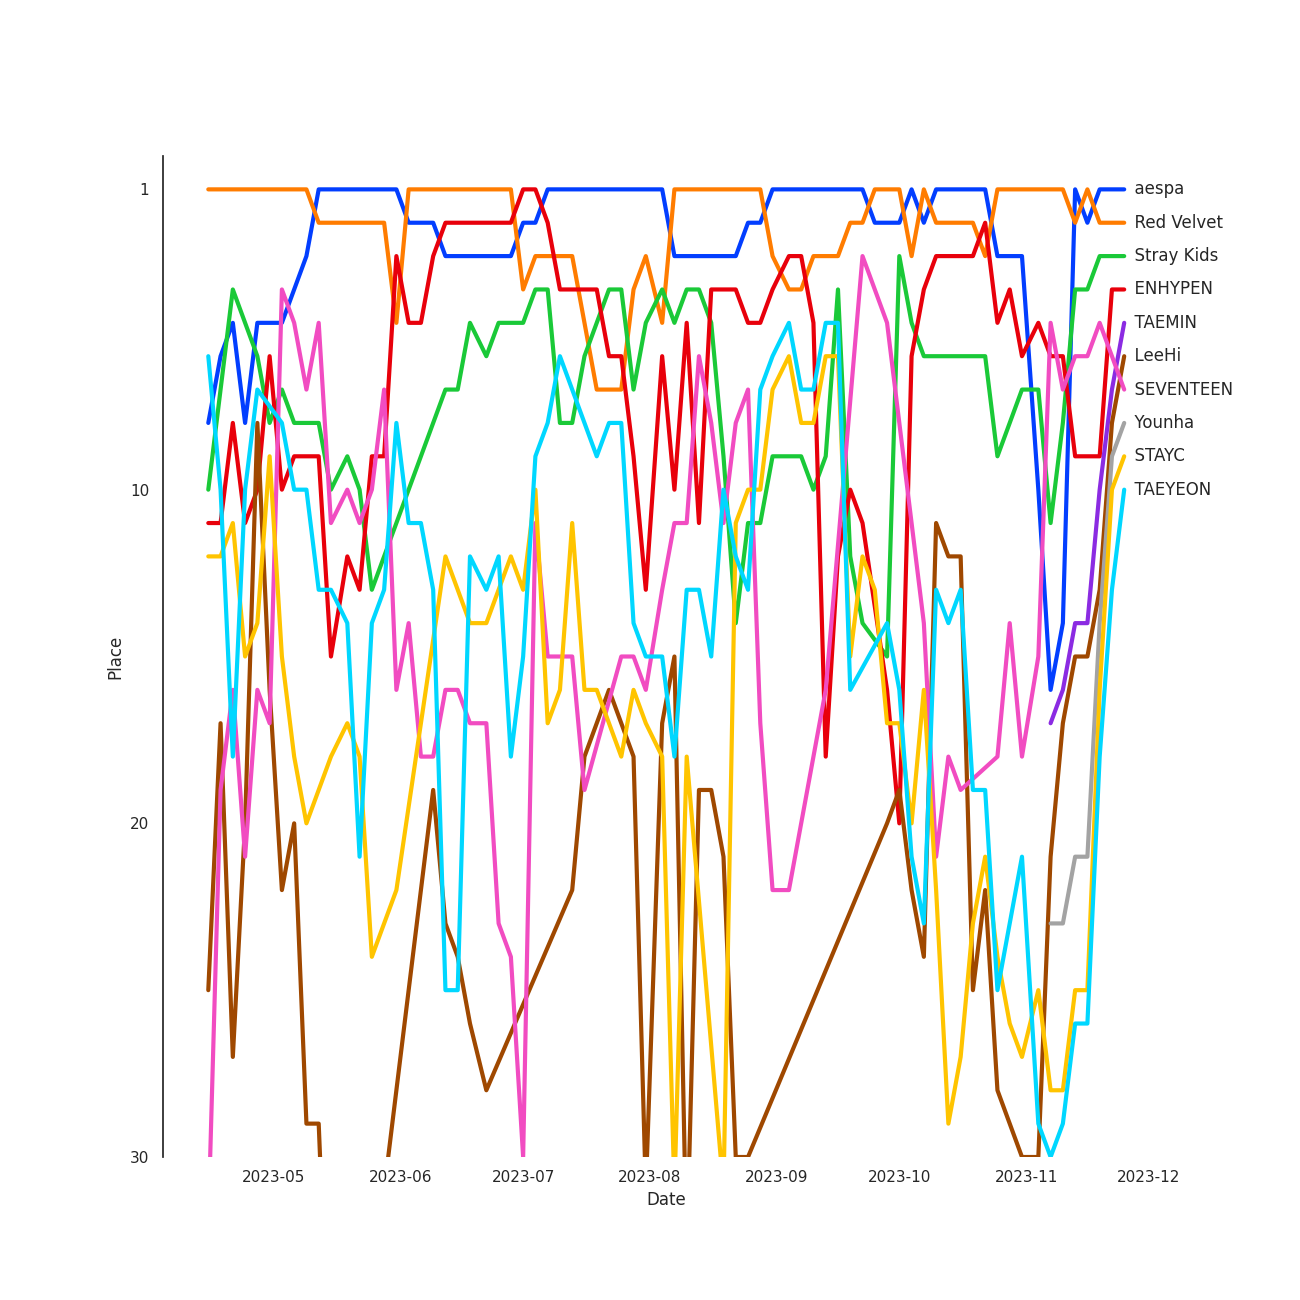 1
10
20
30
Place
aespa
Red Velvet
Stray Kids
ENHYPEN
TAEMIN
LeeHi
SEVENTEEN
Younha
STAYC
TAEYEON
2023-05 2023-06 2023-07 2023-08 2023-09 2023-10 2023-11 2023-12
Date